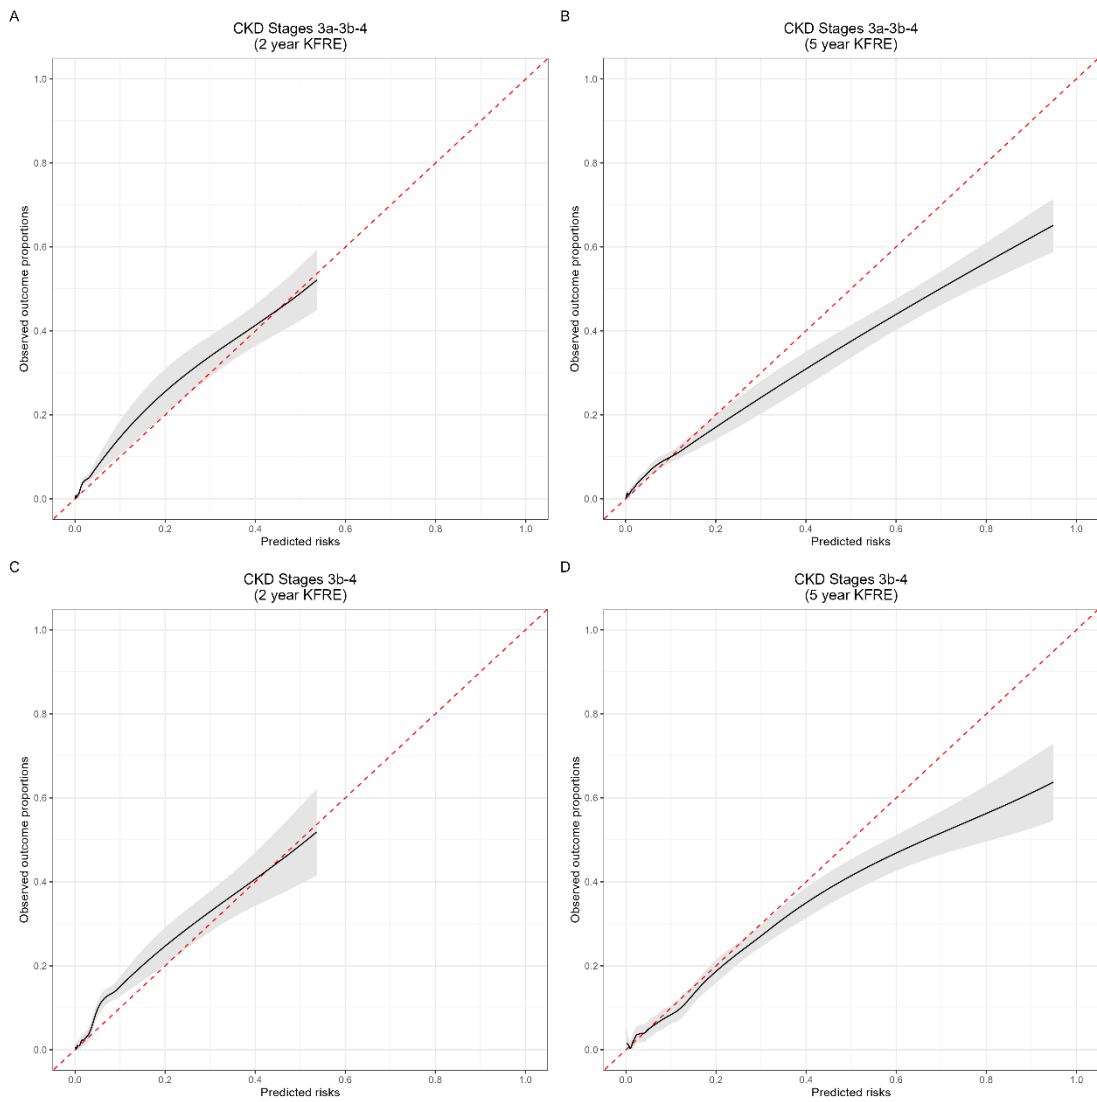 A
CKD Stages 3a-3b-4
(2 year KFRE)
Observed outcome proportions
1.0
0.8
0.6
0.4
0.2
0.0
0.0 0.2 0.4 0.6 0.8 1.0
Predicted risks
B
CKD Stages 3a-3b-4
(5 year KFRE)
Observed outcome proportions
1.0
0.8
0.6
0.4
0.2
0.0
0.0 0.2 0.4 0.6 0.8 1.0
Predicted risks
C
CKD Stages 3b-4
(2 year KFRE)
Observed outcome proportions
1.0
0.8
0.6
0.4
0.2
0.0
0.0 0.2 0.4 0.6 0.8 1.0
Predicted risks
D
CKD Stages 3b-4
(5 year KFRE)
Observed outcome proportions
1.0
0.8
0.6
0.4
0.2
0.0
0.0 0.2 0.4 0.6 0.8 1.0
Predicted risks